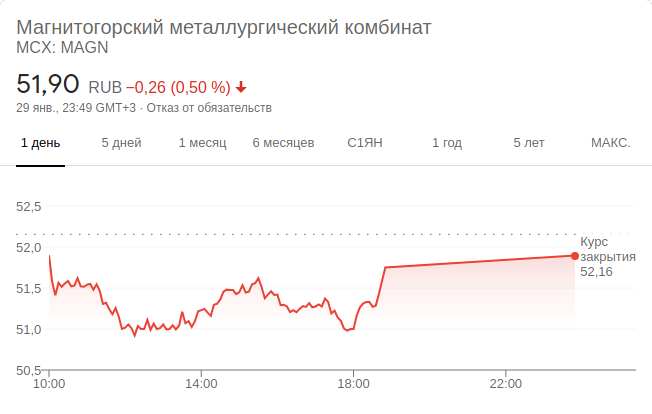 Магнитогорский металлургический комбинат
MCX: MAGN
51,90 RUB −0,26 (0,50 %)
29 янв., 23:49 GMT+3 · Отказ от обязательств
1 день 5 дней 1 месяц 6 месяцев С1ЯН 1 год 5 лет МАКС.
52,5
52,0
51,5
51,0
50,5
Курс
закрытия
52,16
10:00 14:00 18:00 22:00